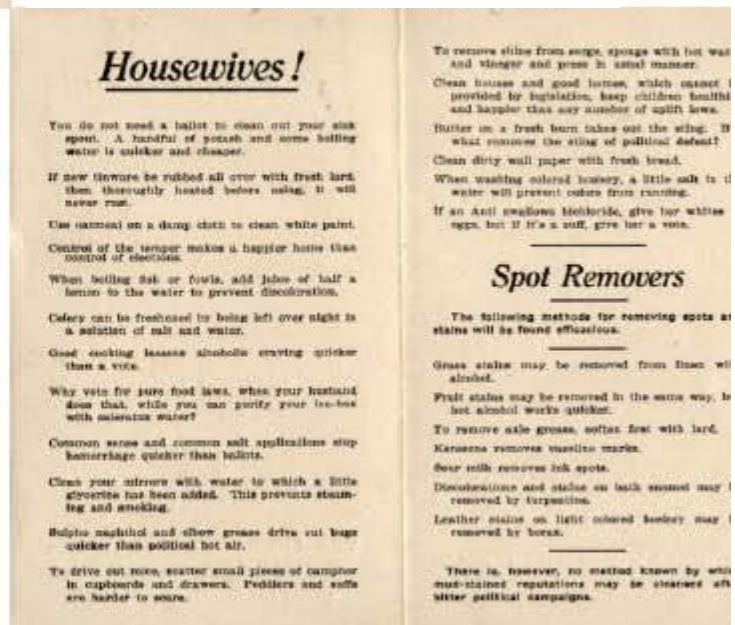 Housewives!
You do not need a ballot to clean out your sink
spout. A handful of potash and some boiling
water is quicker and cheaper.
If new tinware be rubbed all over with fresh lard,
then thoroughly heated before using, it will
never rust.
Use oatmeal on a damp cloth to clean white paint.
Control of the temper makes a happier home than
control of elections.
When boiling fish or fowls, add juice of half a
lemon to the water to prevent discoloration.
Celery can be freshened by being left over night in
a solution of salt and water.
Good cooking lessens alcoholic craving quicker
than a vote.
Why vote for pure food laws, when your husband
does that, while you can purify your ice-box
with saleratus water?
Common sense and common salt applications stop
hemorrhage quicker than ballots.
Clean your mirrors with water to which a little
glycerine has been added. This prevents steam-
ing and smoking.
Sulpho naphthol and elbow grease drive out bugs
quicker than political hot air.
To drive out mice, scatter small pieces of camphor
in cupboards and drawers. Peddlers and suffs
are harder to scare.
To remove shine from serge, sponge with hot
and vinegar and press in usual manner.
Clean houses and good homes, which cannot
provided by legislation, keep children
and happier than any number of uplift laws.
Butter on a fresh burn takes out the sting.
what removes the sting of political defeat?
Clean dirty wall paper with fresh bread.
When washing colored hosiery, a little salt in
water will prevent colors from running.
If an Anti swallows bichloride, give her whites
eggs, but if it's a suff, give her a vote.
Spot Removers
The following methods for removing spots
stains will be found efficacious.
Grass stains may be removed from linen
alcohol.
Fruit stains may be removed in the same way,
hot alcohol works quicker.
To remove axle grease, soften first with lard.
Kerosene removes vaseline marks.
Sour milk removes ink spots.
Discolorations and stains on bath enamel may
removed by turpentine.
Leather stains on light colored hosiery may
removed by borax.
There is, however, no method known by
mud-stained reputations may be cleaned
bitter political campaigns.